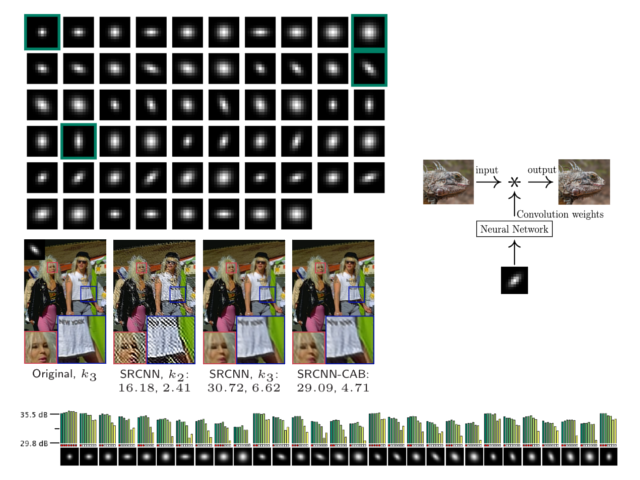 input
output
*
Convolution weights
Neural Network
Original, k3
SRCNN, k2:
16.18, 2.41
SRCNN, k3:
30.72, 6.62
SRCNN-CAB:
29.09, 4.71
35.5 dB
29.8 dB